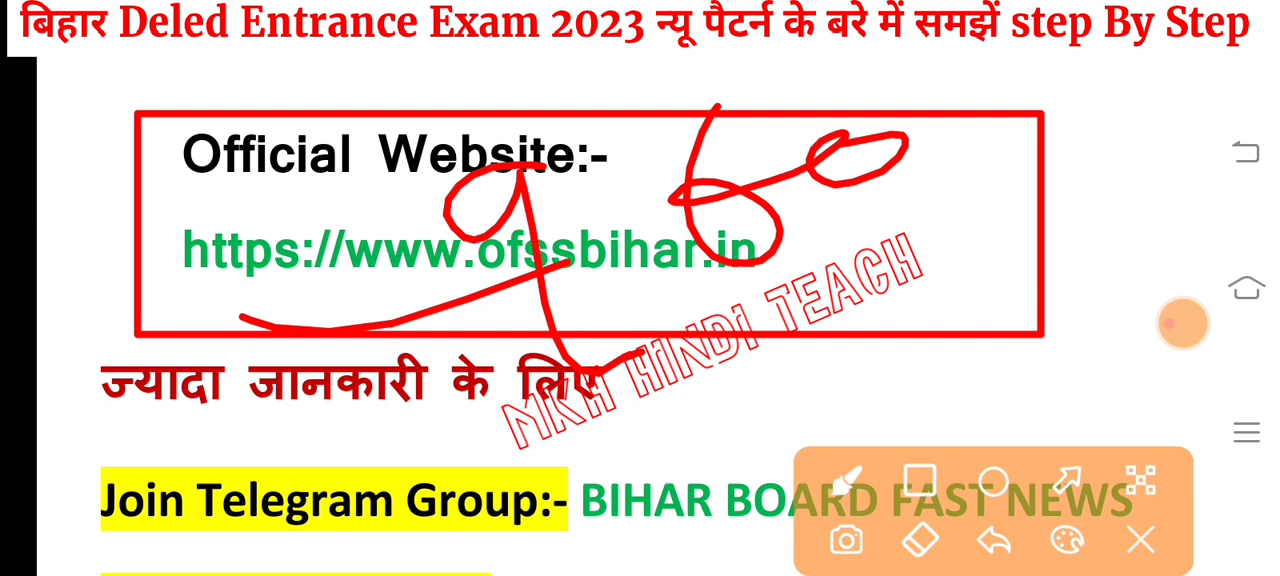 बिहार Deled Entrance Exam 2023 न्यू पैटर्न के बरे में समझें step By Step
Official Website:-
https://www.ofssbihar.in
MKH HINDI TEACH
ज्यादा जानकारी के लिए
Join Telegram Group:- BIHAR BOARD FAST NEWS